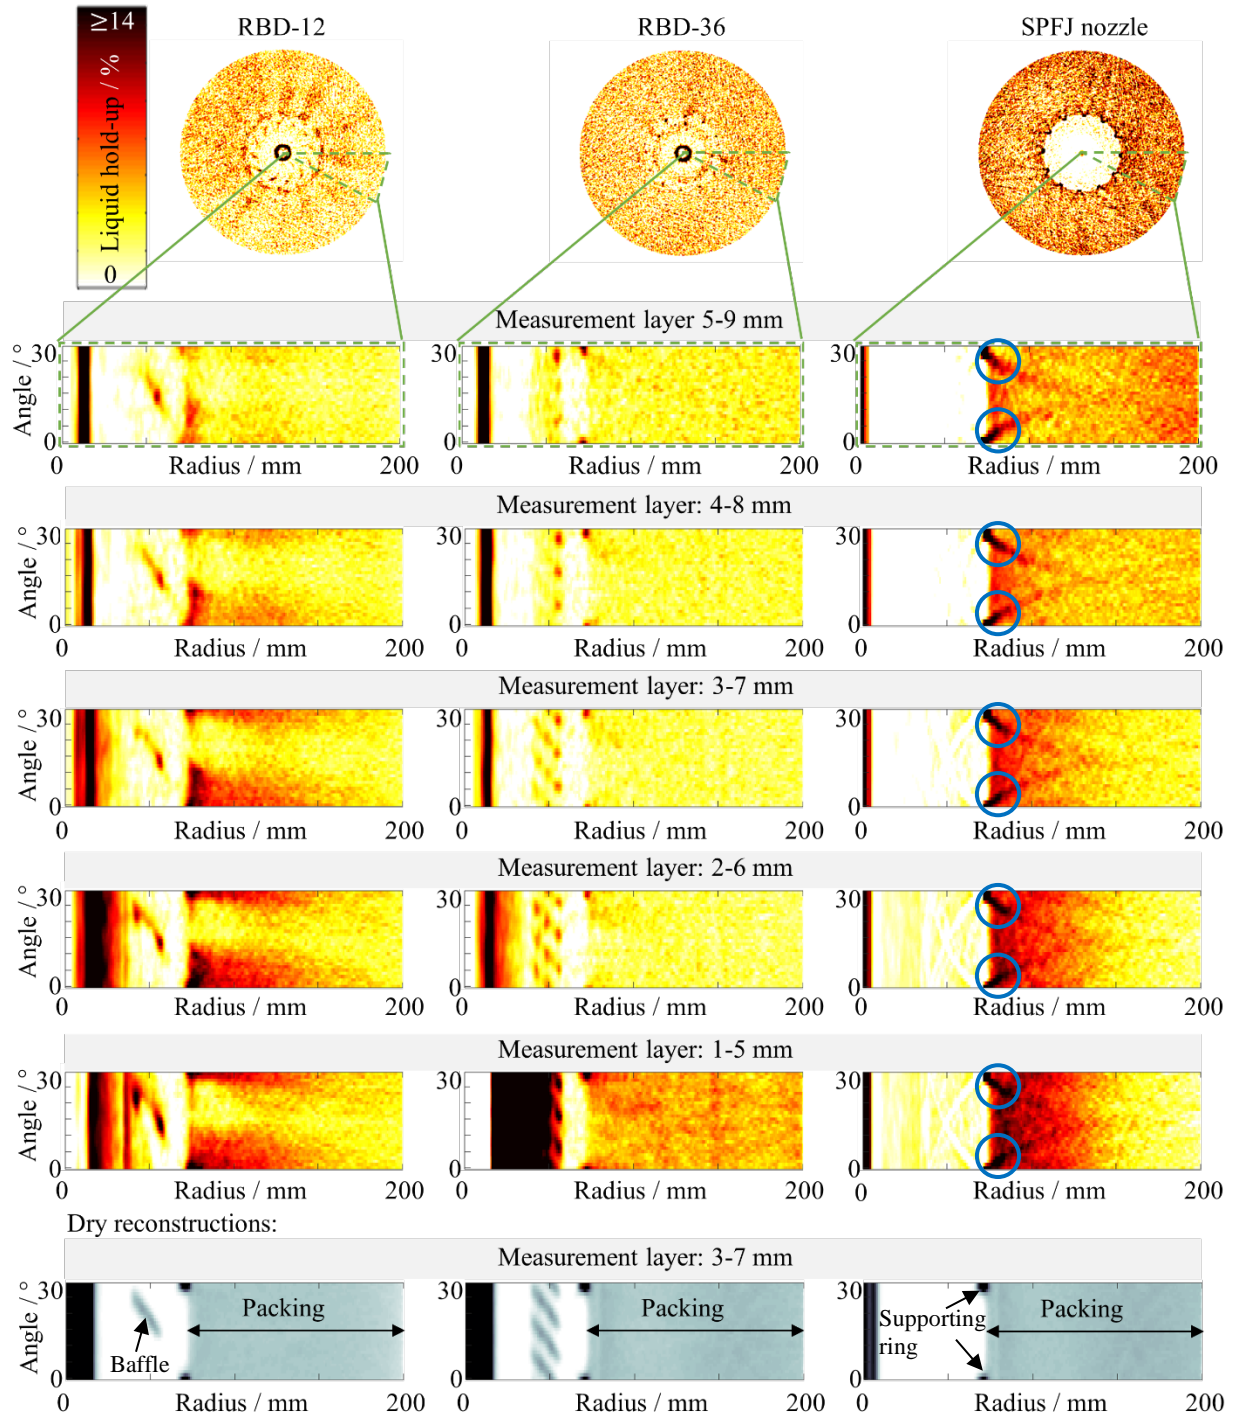 RBD-12 RBD-36 SPFJ nozzle
≥14
Liquid hold-up / %
0
Measurement layer 5-9 mm
Angle / °
30 30
0 0
0 Radius / mm 200 0 Radius / mm 200 0 Radius / mm 200
Measurement layer: 4-8 mm
Angle / °
30 30 30
0 0 0
0 Radius / mm 200 0 Radius / mm 200 0 Radius / mm 200
Measurement layer: 3-7 mm
Angle / °
30 30 30
0 0 0
0 Radius / mm 200 0 Radius / mm 200 0 Radius / mm 200
Measurement layer: 2-6 mm
Angle / °
30 30 30
0 0 0
0 Radius / mm 200 0 Radius / mm 200 0 Radius / mm 200
Measurement layer: 1-5 mm
Angle / °
30 30 30
0 0 0
0 Radius / mm 200 0 Radius / mm 200 0 Radius / mm 200
Dry reconstructions:
Measurement layer: 3-7 mm
Angle / °
30 30 30
Packing Packing Packing
Supporting
ring
Baffle
0 0 0
0 Radius / mm 200 0 Radius / mm 200 0 Radius / mm 200